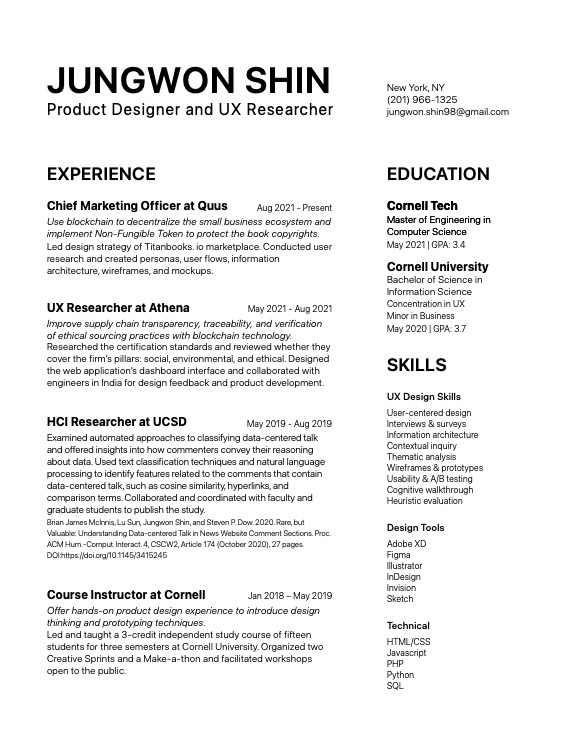 JUNGWON SHIN
Product Designer and UX Researcher
New York, NY
(201) 966-1325
jungwon.shin98@gmail.com
EXPERIENCE
Chief Marketing Officer at Quus Aug 2021 - Present
Use blockchain to decentralize the small business ecosystem and
implement Non-Fungible Token to protect the book copyrights.
Led design strategy of Titanbooks. io marketplace. Conducted user
research and created personas, user flows, information
architecture, wireframes, and mockups.
UX Researcher at Athena May 2021 - Aug 2021
Improve supply chain transparency, traceability, and verification
of ethical sourcing practices with blockchain technology.
Researched the certification standards and reviewed whether they
cover the firm's pillars: social, environmental, and ethical. Designed
the web application's dashboard interface and collaborated with
engineers in India for design feedback and product development.
HCI Researcher at UCSD May 2019 - Aug 2019
Examined automated approaches to classifying data-centered talk
and offered insights into how commenters convey their reasoning
about data. Used text classification techniques and natural language
processing to identify features related to the comments that contain
data-centered talk, such as cosine similarity, hyperlinks, and
comparison terms. Collaborated and coordinated with faculty and
graduate students to publish the study.
Brian James McInnis, Lu Sun, Jungwon Shin, and Steven P. Dow. 2020. Rare, but
Valuable: Understanding Data-centered Talk in News Website Comment Sections. Proc.
ACM Hum.-Comput. Interact. 4, CSCW2, Article 174 (October 2020), 27 pages.
DOI:https://doi.org/10.1145/3415245
Course Instructor at Cornell Jan 2018 – May 2019
Offer hands-on product design experience to introduce design
thinking and prototyping techniques.
Led and taught a 3-credit independent study course of fifteen
students for three semesters at Cornell University. Organized two
Creative Sprints and a Make-a-thon and facilitated workshops
open to the public.
EDUCATION
Cornell Tech
Master of Engineering in
Computer Science
May 2021 | GPA: 3.4
Cornell University
Bachelor of Science in
Information Science
Concentration in UX
Minor in Business
May 2020 | GPA: 3.7
SKILLS
UX Design Skills
User-centered design
Interviews & surveys
Information architecture
Contextual inquiry
Thematic analysis
Wireframes & prototypes
Usability & A/B testing
Cognitive walkthrough
Heuristic evaluation
Design Tools
Adobe XD
Figma
Illustrator
InDesign
Invision
Sketch
Technical
HTML/CSS
Javascript
PHP
Python
SQL